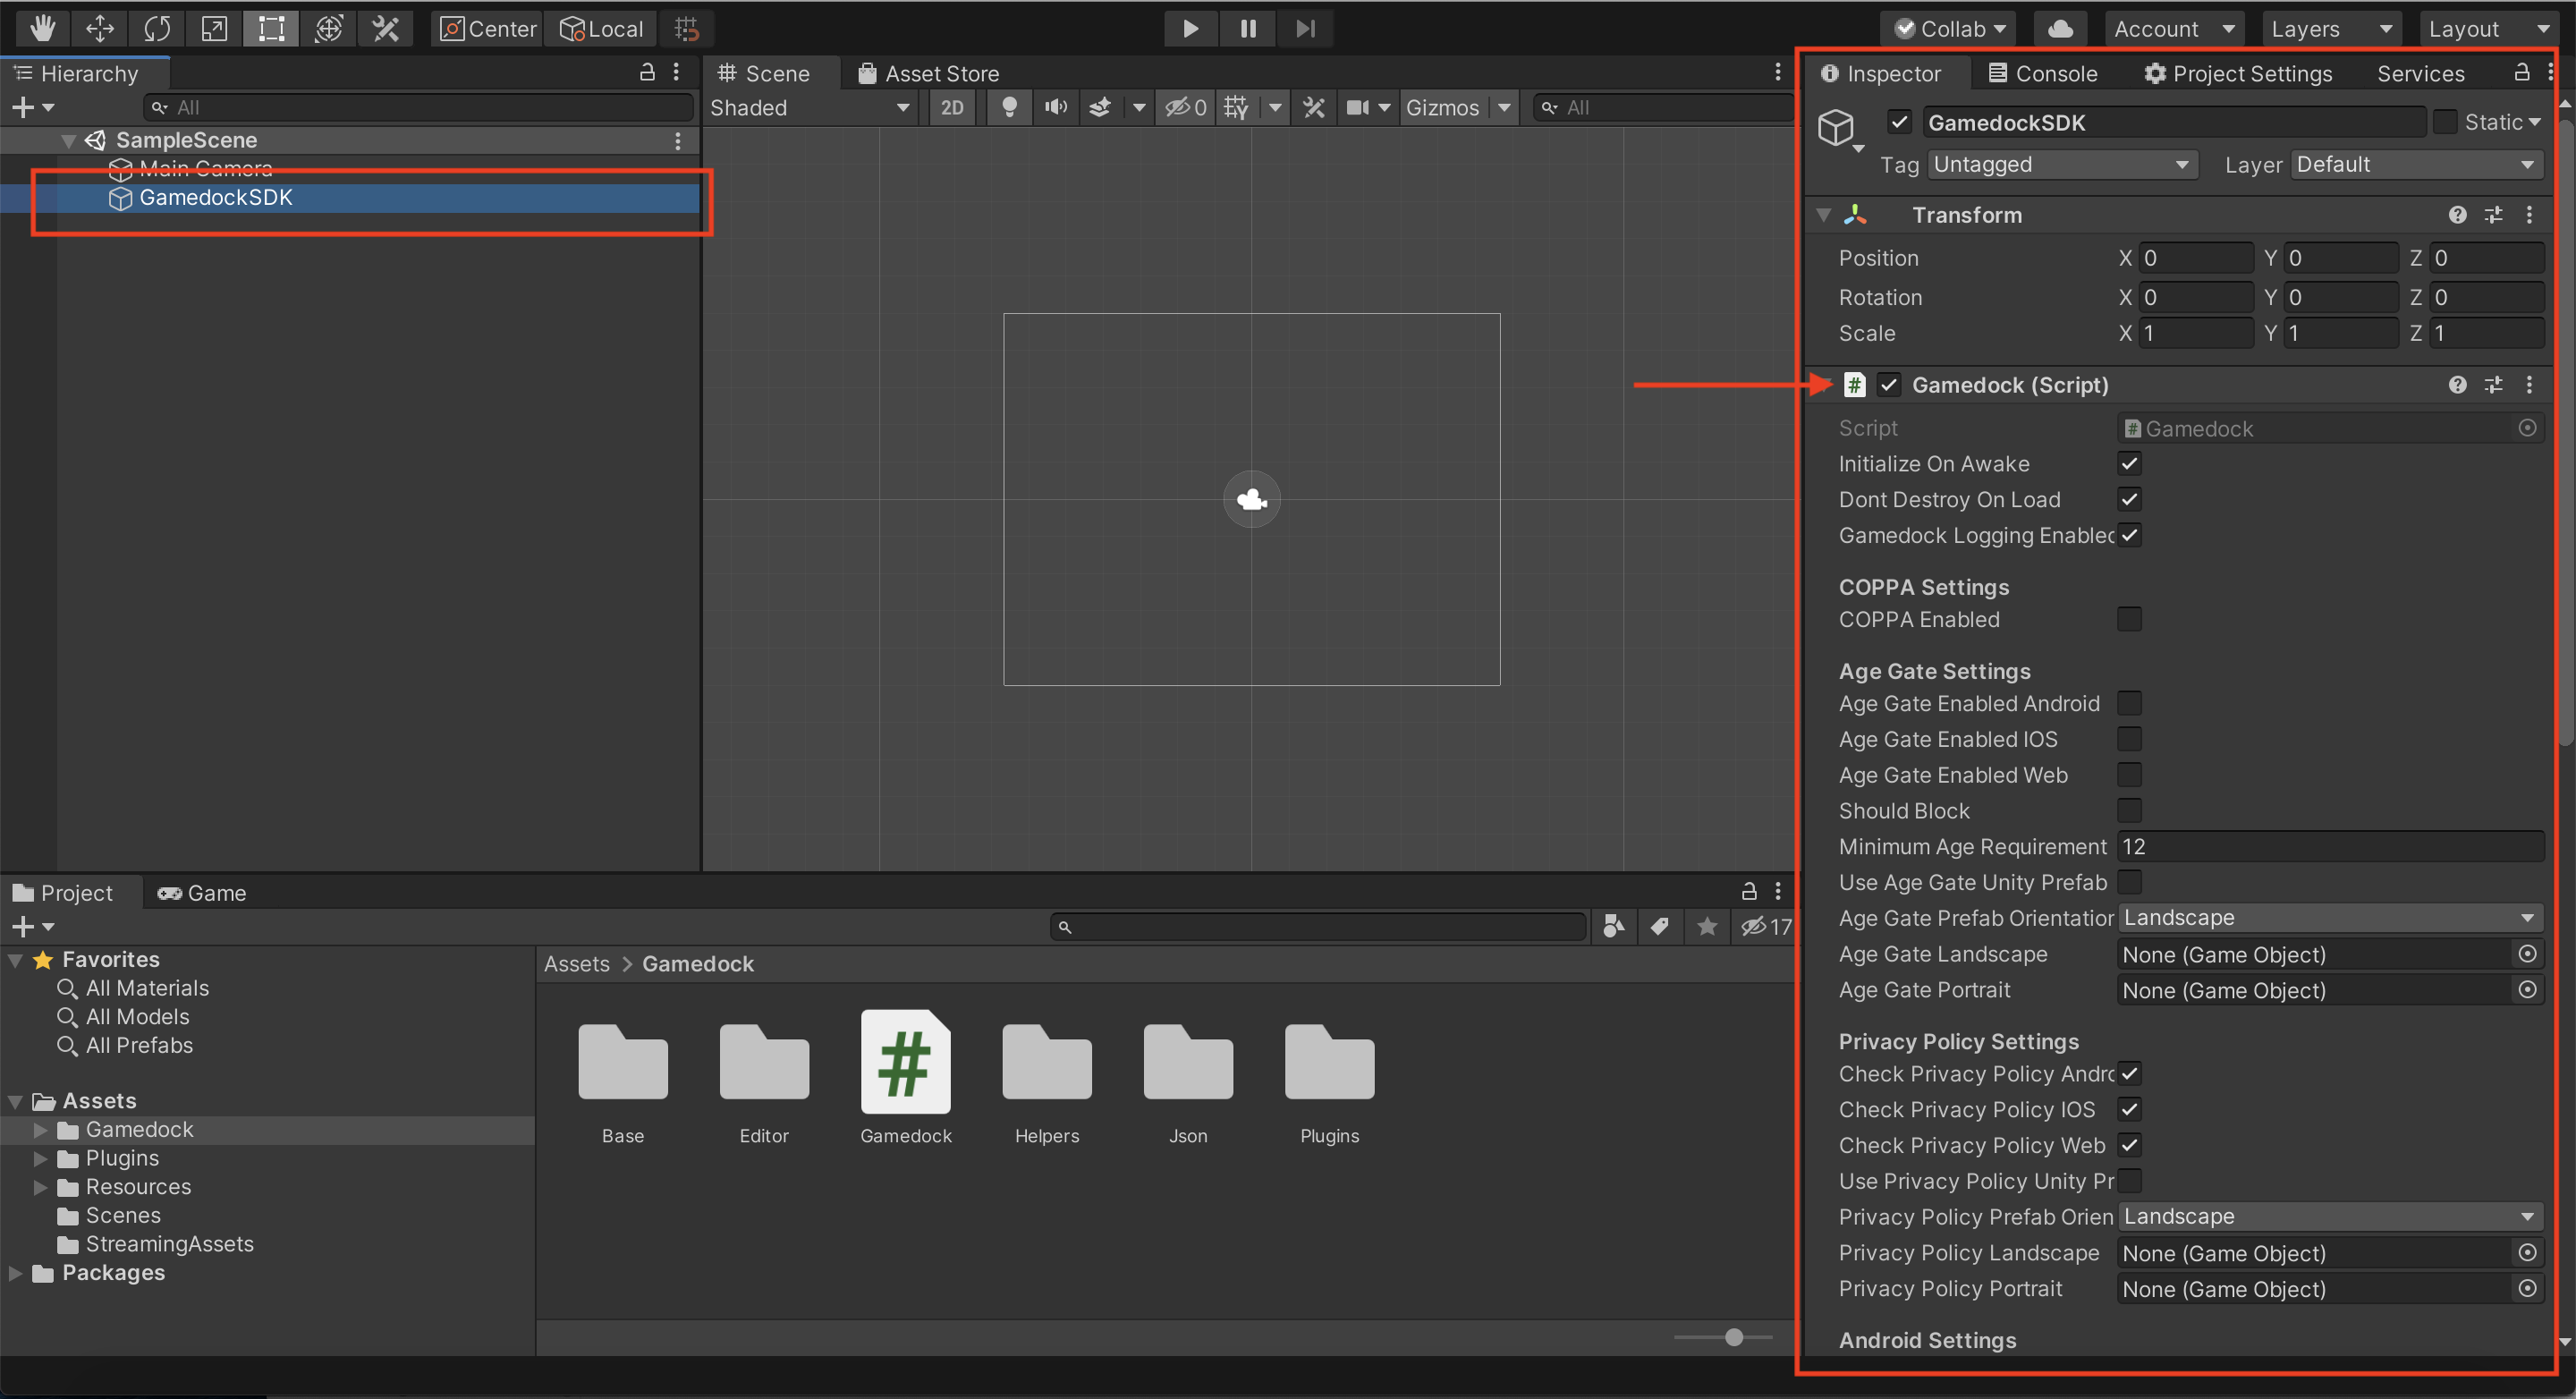 Center Local Collab Account Layers Layout
Hierarchy
All
SampleScene
Main Camera
GamedockSDK
Scene Asset Store
Shaded 2D 0 Gizmos All
Inspector Console Project Settings Services
GamedockSDK Static
Tag Untagged Layer Default
Transform
Position X 0 Y 0 Z 0
Rotation X 0 Y 0 Z 0
Scale X 1 Y 1 Z 1
# Gamedock (Script)
Script # Gamedock
Initialize On Awake
Dont Destroy On Load
Gamedock Logging Enabled
COPPA Settings
COPPA Enabled
Age Gate Settings
Age Gate Enabled Android
Age Gate Enabled IOS
Age Gate Enabled Web
Should Block
Minimum Age Requirement 12
Use Age Gate Unity Prefab
Age Gate Prefab Orientation Landscape
Age Gate Landscape None (Game Object)
Age Gate Portrait None (Game Object)
Privacy Policy Settings
Check Privacy Policy Andro
Check Privacy Policy IOS
Check Privacy Policy Web
Use Privacy Policy Unity Pr
Privacy Policy Prefab Orien Landscape
Privacy Policy Landscape None (Game Object)
Privacy Policy Portrait None (Game Object)
Android Settings
Project Game
17
Favorites
All Materials
All Models
All Prefabs
Assets
Gamedock
Plugins
Resources
Scenes
StreamingAssets
Packages
Assets > Gamedock
#
Base Editor Gamedock Helpers Json Plugins